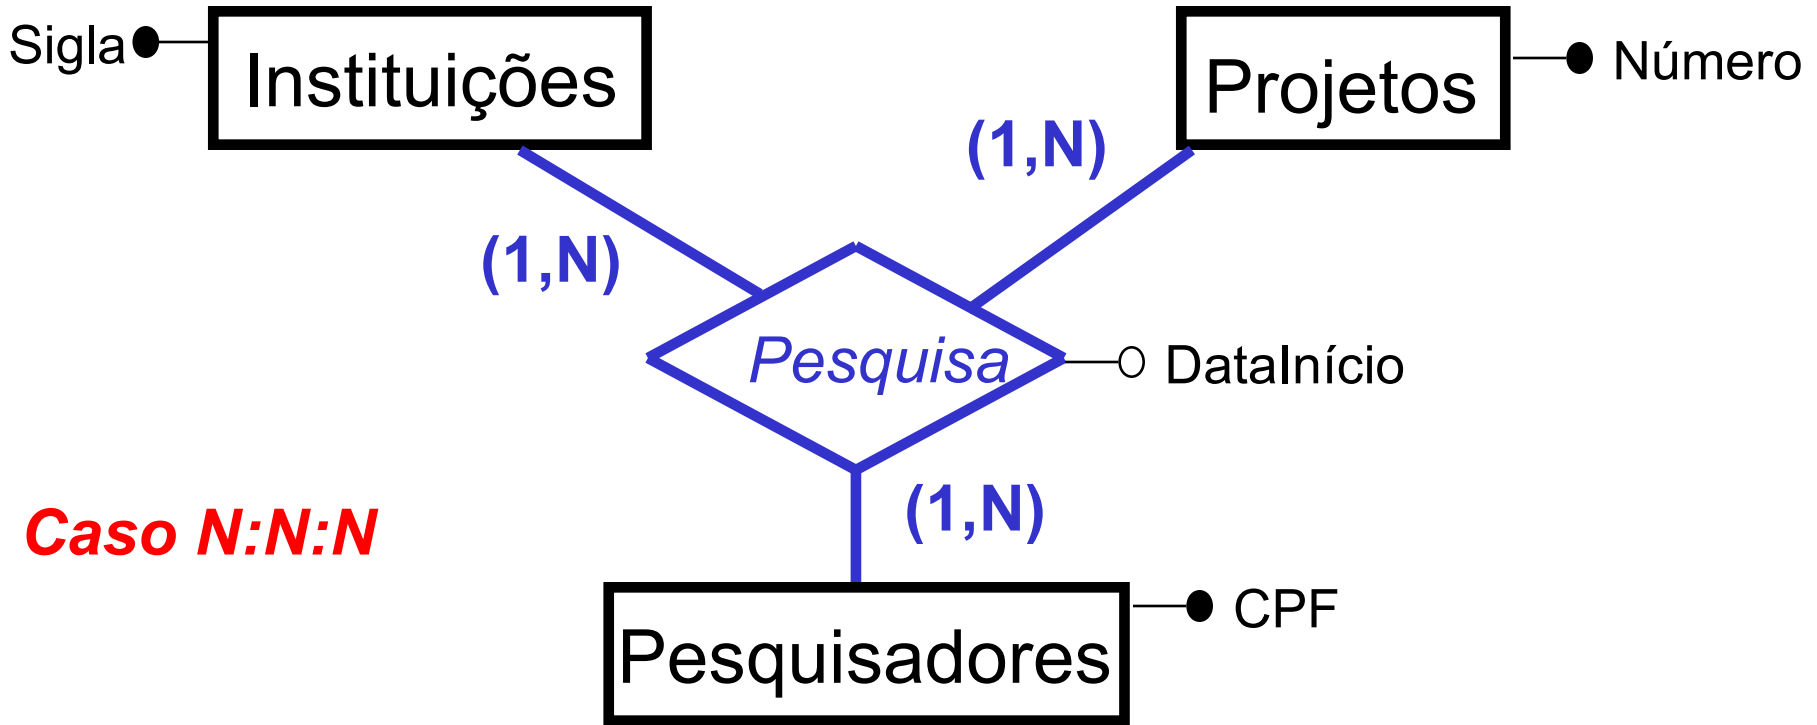 Sigla
Instituições
Projetos
Número
(1,N)
(1,N)
Pesquisa
DataInício
(1,N)
Caso N:N:N
CPF
Pesquisadores